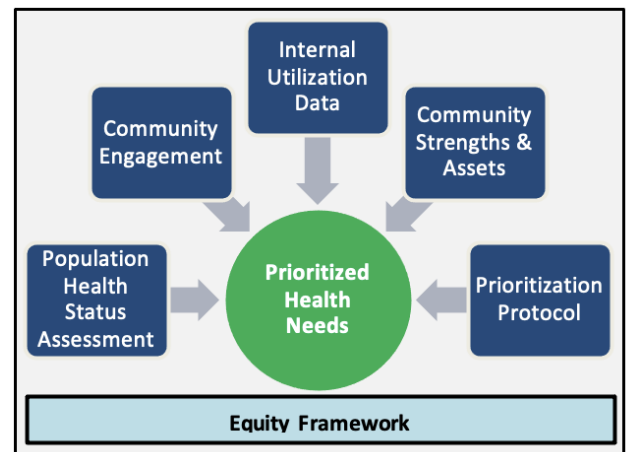 Internal
Utilization
Data
Community
Engagement
Community
Strengths &
Assets
Population
Health
Status
Assessment
Prioritized
Health
Needs
Prioritization
Protocol
Equity Framework